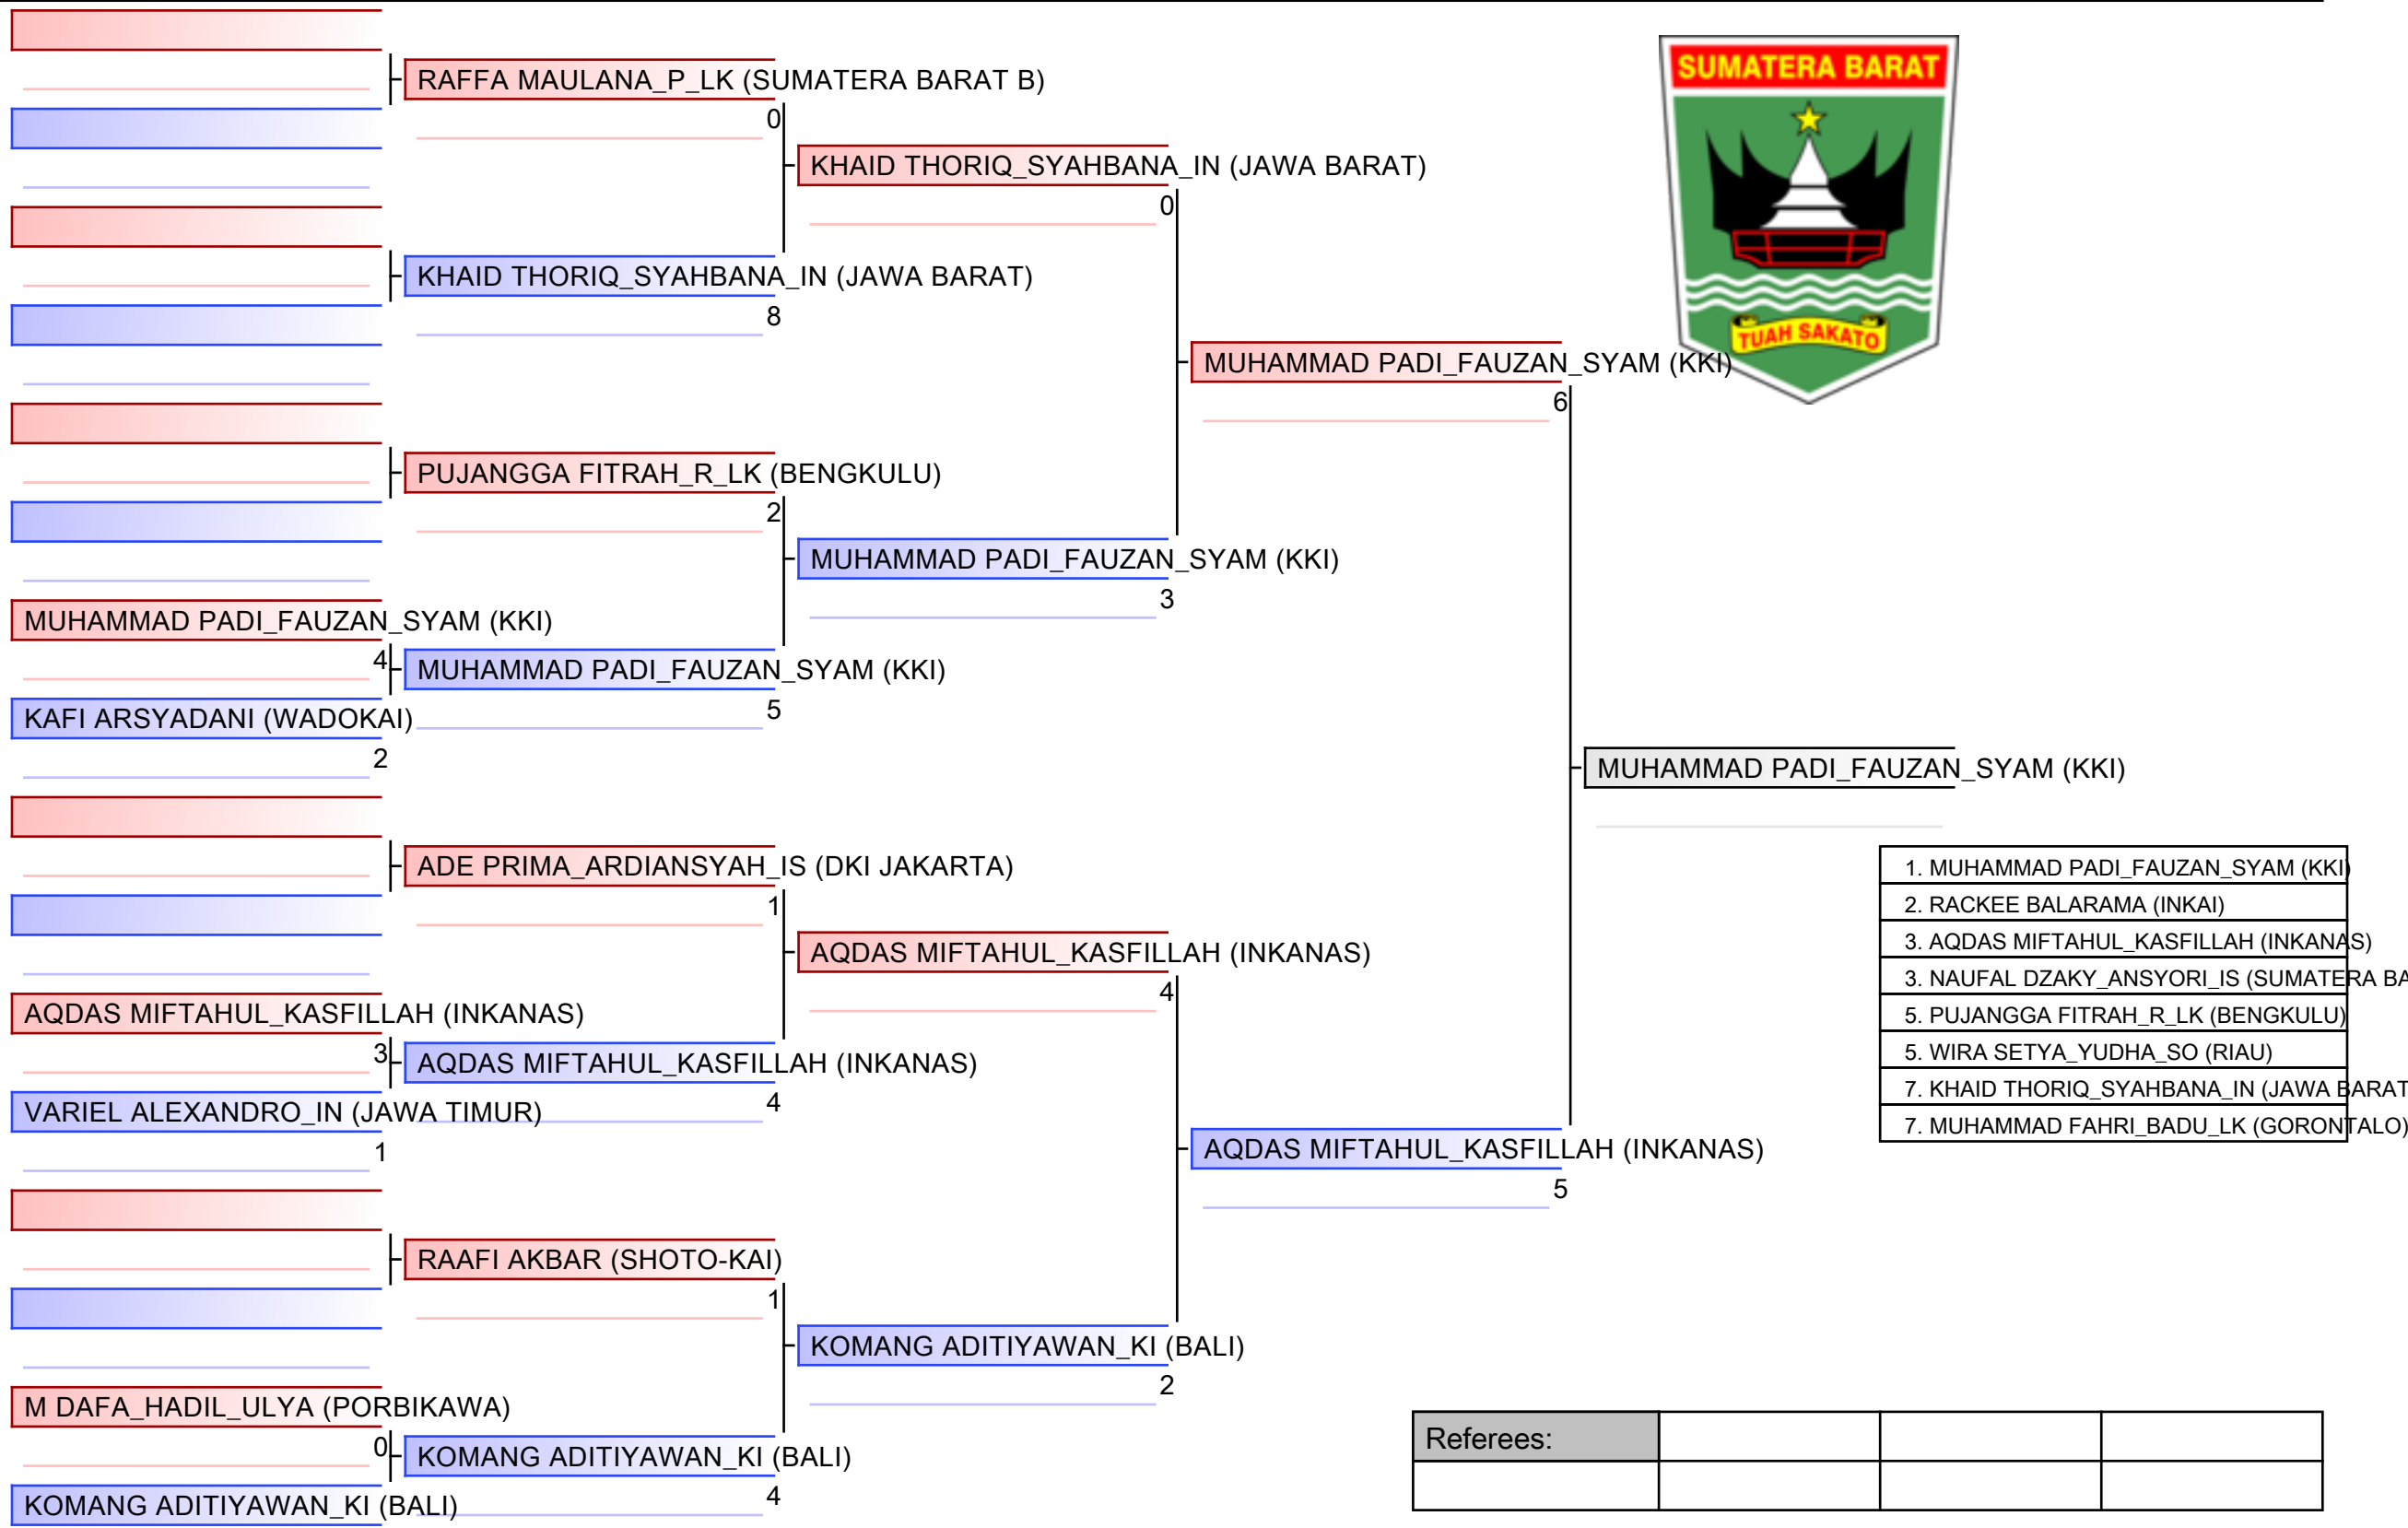 SUMATERA BARAT
TUAH SAKATO
RAFFA MAULANA_P_LK (SUMATERA BARAT B)
0
KHAID THORIQ_SYAHBANA_IN (JAWA BARAT)
0
KHAID THORIQ_SYAHBANA_IN (JAWA BARAT)
8
MUHAMMAD PADI_FAUZAN_SYAM (KKI)
6
PUJANGGA FITRAH_R_LK (BENGKULU)
2
MUHAMMAD PADI_FAUZAN_SYAM (KKI)
3
MUHAMMAD PADI_FAUZAN_SYAM (KKI)
4
MUHAMMAD PADI_FAUZAN_SYAM (KKI)
5
KAFI ARSYADANI (WADOKAI)
2
MUHAMMAD PADI_FAUZAN_SYAM (KKI)
ADE PRIMA_ARDIANSYAH_IS (DKI JAKARTA)
1
AQDAS MIFTAHUL_KASFILLAH (INKANAS)
4
AQDAS MIFTAHUL_KASFILLAH (INKANAS)
3
AQDAS MIFTAHUL_KASFILLAH (INKANAS)
4
VARIEL ALEXANDRO_IN (JAWA TIMUR)
1
AQDAS MIFTAHUL_KASFILLAH (INKANAS)
5
1. MUHAMMAD PADI_FAUZAN_SYAM (KKI)
2. RACKEE BALARAMA (INKAI)
3. AQDAS MIFTAHUL_KASFILLAH (INKANAS)
3. NAUFAL DZAKY_ANSYORI_IS (SUMATERA BA
5. PUJANGGA FITRAH_R_LK (BENGKULU)
5. WIRA SETYA_YUDHA_SO (RIAU)
7. KHAID THORIQ_SYAHBANA_IN (JAWA BARAT
7. MUHAMMAD FAHRI_BADU_LK (GORONTALO)
RAAFI AKBAR (SHOTO-KAI)
1
KOMANG ADITIYAWAN_KI (BALI)
2
M DAFA_HADIL_ULYA (PORBIKAWA)
0
KOMANG ADITIYAWAN_KI (BALI)
4
KOMANG ADITIYAWAN_KI (BALI)
Referees: